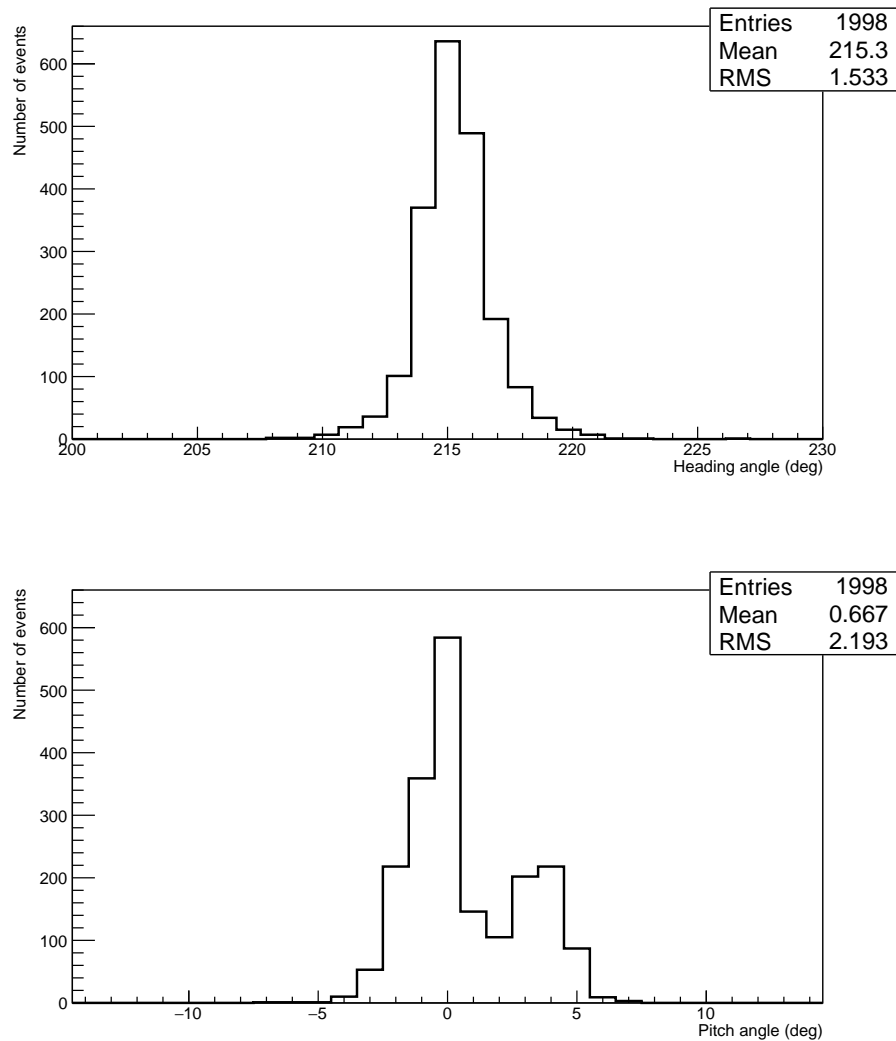 Entries 1998
Mean 215.3
RMS 1.533
Number of events
600
500
400
300
200
100
0
200 205 210 215 220 225 230
Heading angle (deg)
Entries 1998
Mean 0.667
RMS 2.193
Number of events
600
500
400
300
200
100
0
−10 −5 0 5 10
Pitch angle (deg)